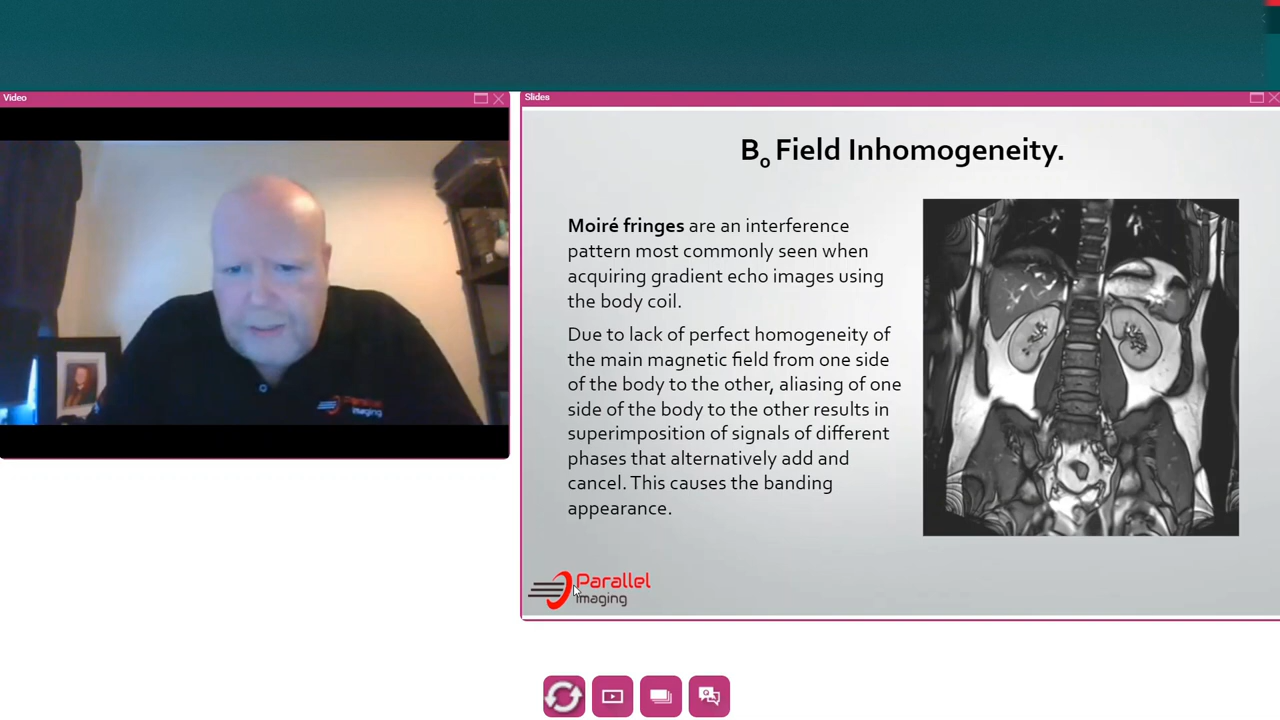 Video
Slides
B₀ Field Inhomogeneity.
Moiré fringes are an interference
pattern most commonly seen when
acquiring gradient echo images using
the body coil.
Due to lack of perfect homogeneity of
the main magnetic field from one side
of the body to the other, aliasing of one
side of the body to the other results in
superimposition of signals of different
phases that alternatively add and
cancel. This causes the banding
appearance.
Parallel
imaging
Parallel
imaging